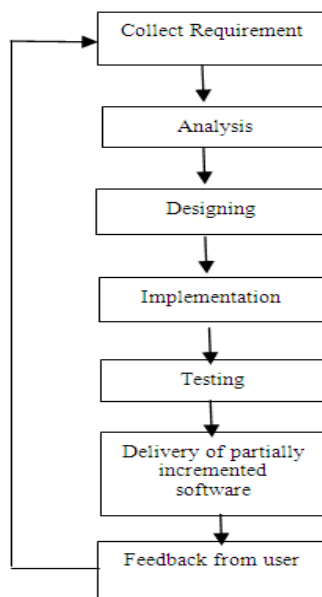 Collect Requirement
Analysis
Designing
Implementation
Testing
Delivery of partially
incremented
software
Feedback from user